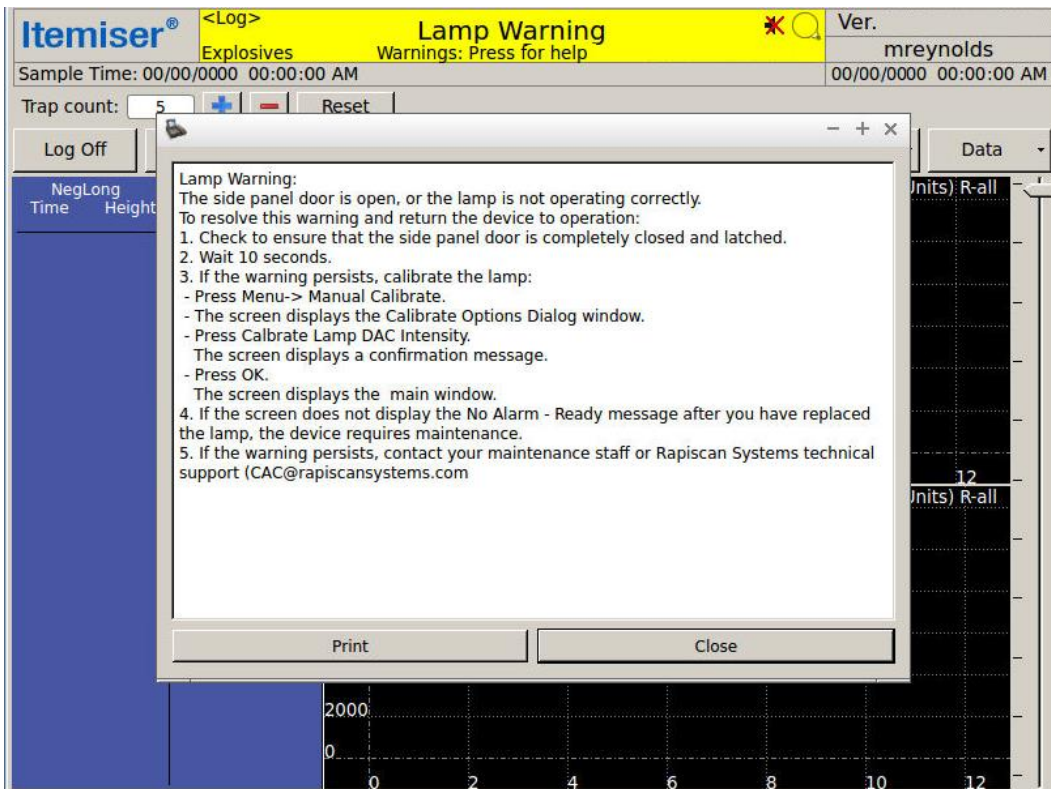 Itemiser®
<Log>
Explosives
Lamp Warning
Warnings: Press for help
Ver.
mreynolds
Sample Time: 00/00/0000 00:00:00 AM
00/00/0000 00:00:00 AM
Trap count: 5 Reset
Log Off
Data
NegLong
Time Height
Lamp Warning:
The side panel door is open, or the lamp is not operating correctly.
To resolve this warning and return the device to operation:
1. Check to ensure that the side panel door is completely closed and latched.
2. Wait 10 seconds.
3. If the warning persists, calibrate the lamp:
- Press Menu-> Manual Calibrate.
- The screen displays the Calibrate Options Dialog window.
- Press Calbrate Lamp DAC Intensity.
The screen displays a confirmation message.
- Press OK.
The screen displays the main window.
4. If the screen does not display the No Alarm - Ready message after you have replaced
the lamp, the device requires maintenance.
5. If the warning persists, contact your maintenance staff or Rapiscan Systems technical
support (CAC@rapiscansystems.com
Print
Close
Units) R-all
12
Units) R-all
2000
0
0 2 4 6 8 10 12